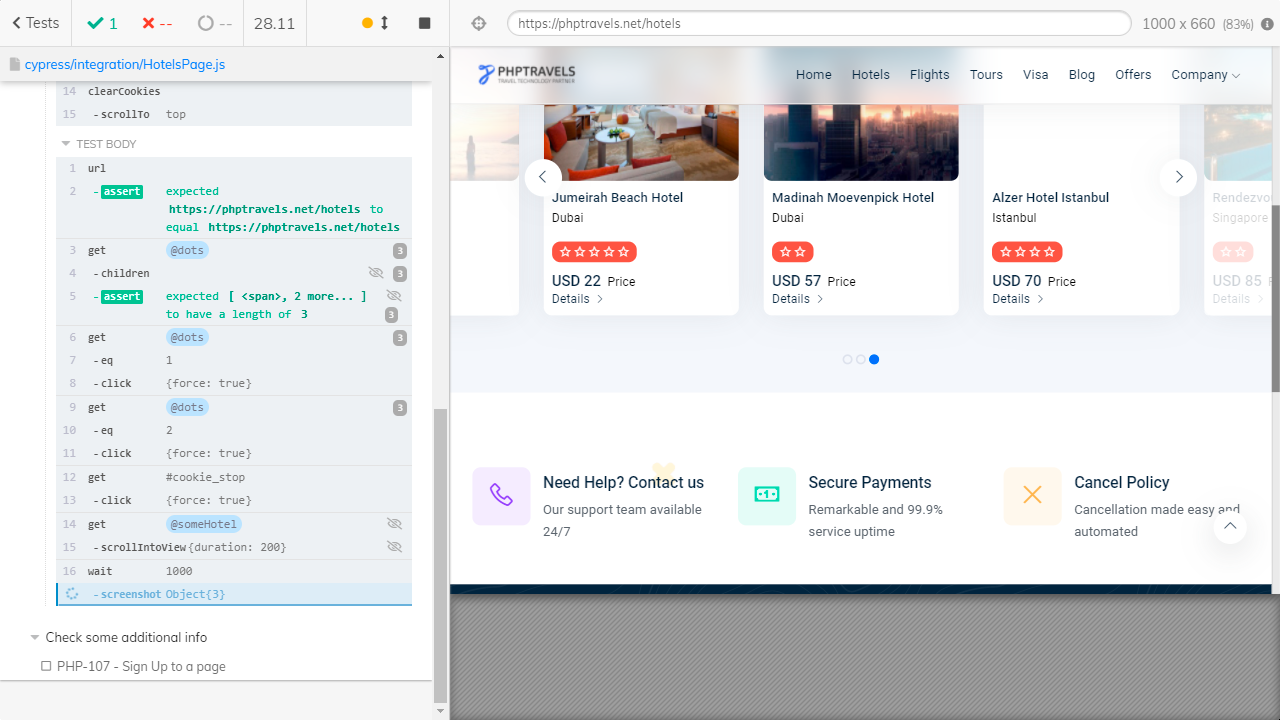 Tests
1
--
--
28.11
https://phptravels.net/hotels
1000 x 660 (83%)
cypress/integration/HotelsPage.js
14 clearCookies
15 -scrollTo top
TEST BODY
1 url
2 -assert expected
https://phptravels.net/hotels to
equal https://phptravels.net/hotels
3 get @dots 3
4 -children 3
5 -assert expected [ <span>, 2 more... ]
to have a length of 3 3
6 get @dots 3
7 -eq 1
8 -click {force: true}
9 get @dots 3
10 -eq 2
11 -click {force: true}
12 get #cookie_stop
13 -click {force: true}
14 get @someHotel
15 -scrollIntoView {duration: 200}
16 wait 1000
-screenshot Object{3}
Check some additional info
PHP-107 - Sign Up to a page
PHPTRAVELS
TRAVEL TECHNOLOGY PARTNER
Home Hotels Flights Tours Visa Blog Offers Company
Jumeirah Beach Hotel
Dubai
USD 22 Price
Details
Madinah Moevenpick Hotel
Dubai
USD 57 Price
Details
Alzer Hotel Istanbul
Istanbul
USD 70 Price
Details
Rendezvo
Singapore
USD 85 P
Details
Need Help? Contact us
Our support team available
24/7
Secure Payments
Remarkable and 99.9%
service uptime
Cancel Policy
Cancellation made easy and
automated